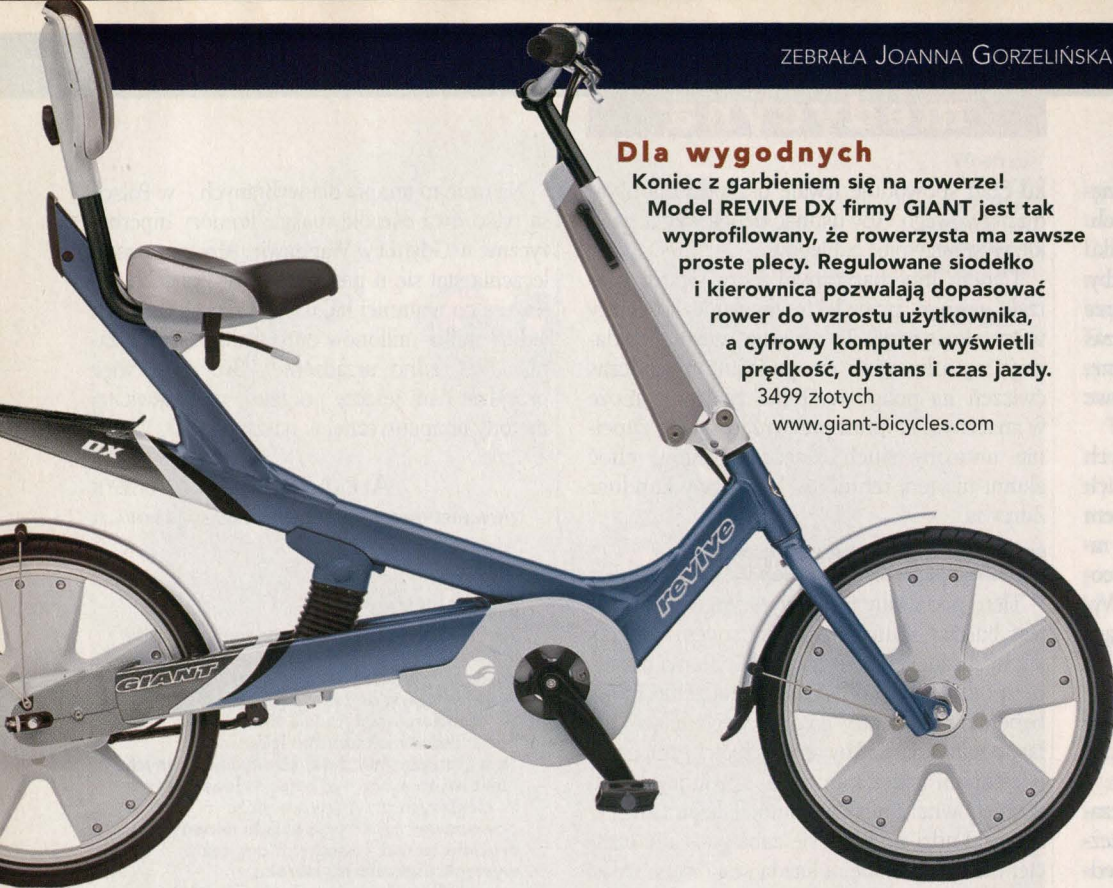 ZEBRAŁA JOANNA GORZELIŃSKA
Dla wygodnych
Koniec z garbieniem się na rowerze!
Model REVIVE DX firmy GIANT jest tak
wyprofilowany, że rowerzysta ma zawsze
proste plecy. Regulowane siodełko
i kierownica pozwalają dopasować
rower do wzrostu użytkownika,
a cyfrowy komputer wyświetli
prędkość, dystans i czas jazdy.
3499 złotych
www.giant-bicycles.com
DX
revive
GIANT